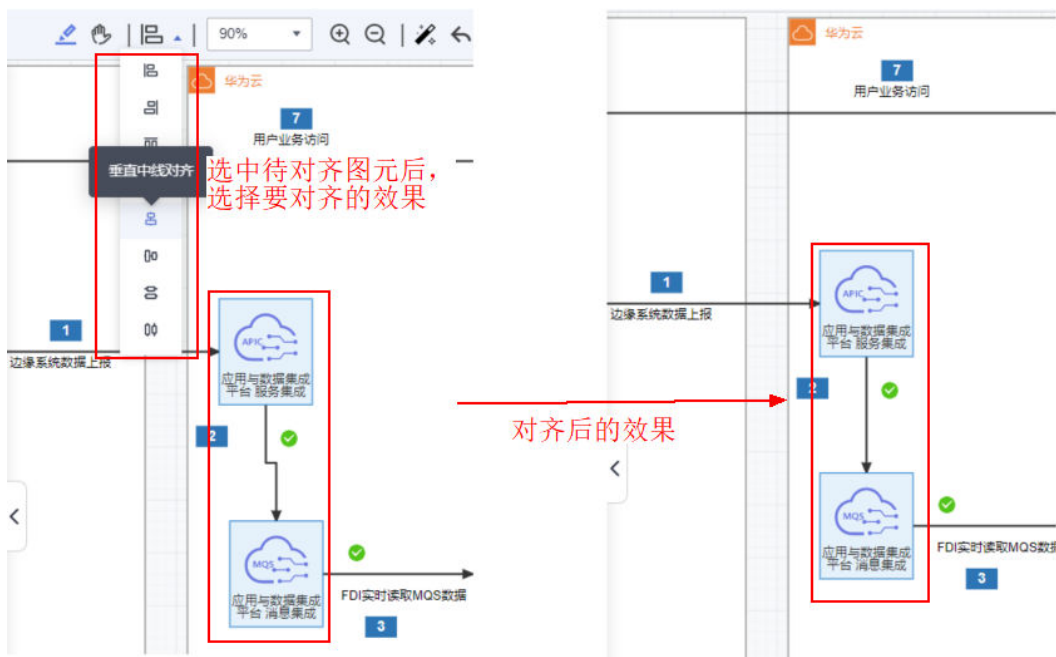 90%
华为云
7
用户业务访问
垂直中线对齐
选中待对齐图元后，
选择要对齐的效果
1
边缘系统数据上报
APIC
应用与数据集成
平台 服务集成
2
MQS
应用与数据集成
平台 消息集成
FDI实时读取MQS数据
3
对齐后的效果
华为云
7
用户业务访问
1
边缘系统数据上报
APIC
应用与数据集成
平台 服务集成
2
MQS
应用与数据集成
平台 消息集成
FDI实时读取MQS数据
3